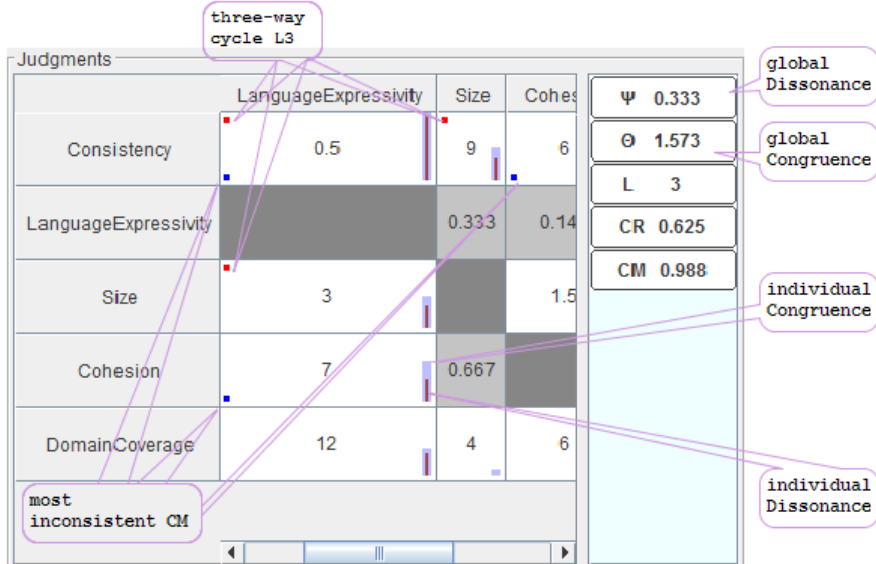 three-way
cycle L3
Judgments
global
Dissonance
LanguageExpressivity Size Cohes
Ψ 0.333
Consistency 0.5 9 6
Θ 1.573
global
Congruence
L 3
LanguageExpressivity 0.333 0.14
CR 0.625
CM 0.988
Size 3 1.5
individual
Congruence
Cohesion 7 0.667
DomainCoverage 12 4 6
most
inconsistent CM
individual
Dissonance